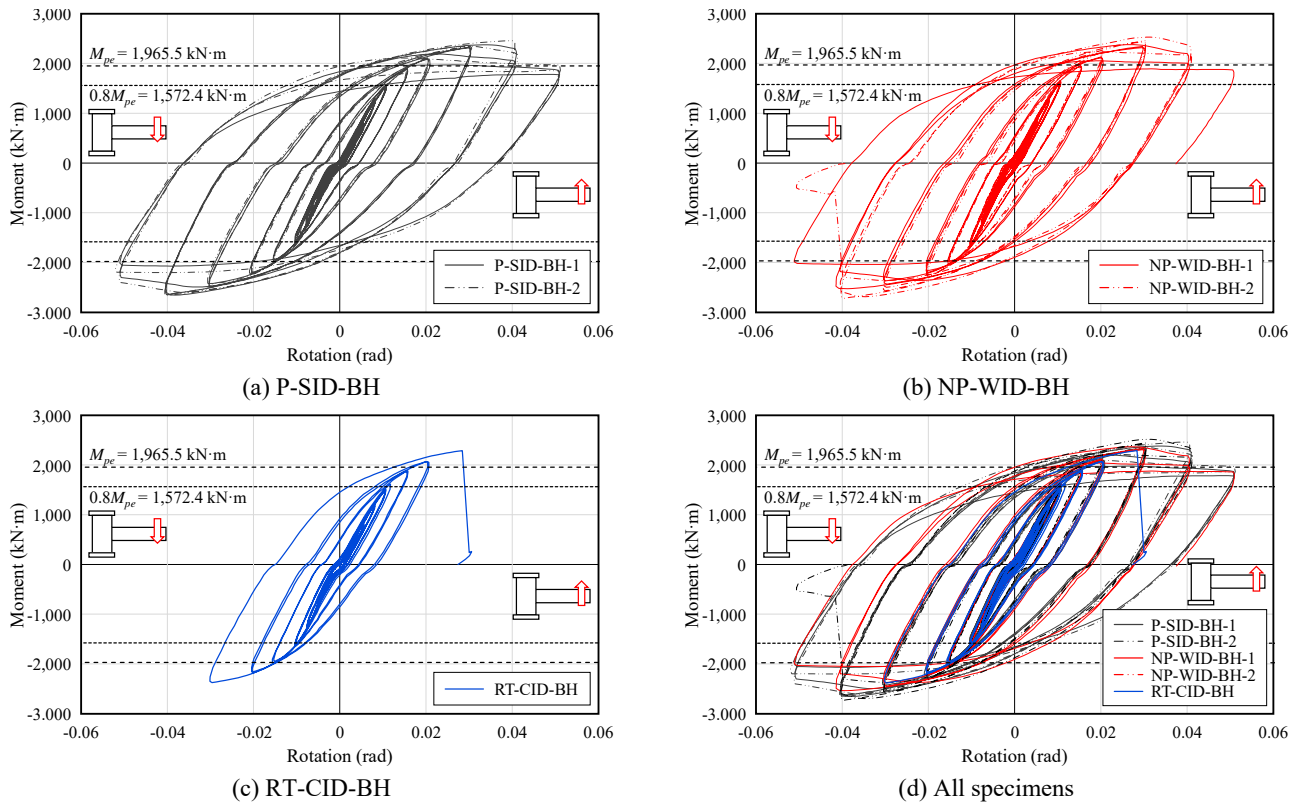 3,000
2,000
1,000
0
-1,000
-2,000
-3.000
Moment (kN·m)
Mpe = 1,965.5 kN·m
0.8Mpe = 1,572.4 kN·m
P-SID-BH-1
P-SID-BH-2
-0.06 -0.04 -0.02 0 0.02 0.04 0.06
Rotation (rad)
(a) P-SID-BH
3,000
2,000
1,000
0
-1,000
-2,000
-3.000
Moment (kN·m)
Mpe = 1,965.5 kN·m
0.8Mpe = 1,572.4 kN·m
NP-WID-BH-1
NP-WID-BH-2
-0.06 -0.04 -0.02 0 0.02 0.04 0.06
Rotation (rad)
(b) NP-WID-BH
3,000
2,000
1,000
0
-1,000
-2,000
-3.000
Moment (kN·m)
Mpe = 1,965.5 kN·m
0.8Mpe = 1,572.4 kN·m
RT-CID-BH
-0.06 -0.04 -0.02 0 0.02 0.04 0.06
Rotation (rad)
(c) RT-CID-BH
3,000
2,000
1,000
0
-1,000
-2,000
-3.000
Moment (kN·m)
Mpe = 1,965.5 kN·m
0.8Mpe = 1,572.4 kN·m
P-SID-BH-1
P-SID-BH-2
NP-WID-BH-1
NP-WID-BH-2
RT-CID-BH
-0.06 -0.04 -0.02 0 0.02 0.04 0.06
Rotation (rad)
(d) All specimens